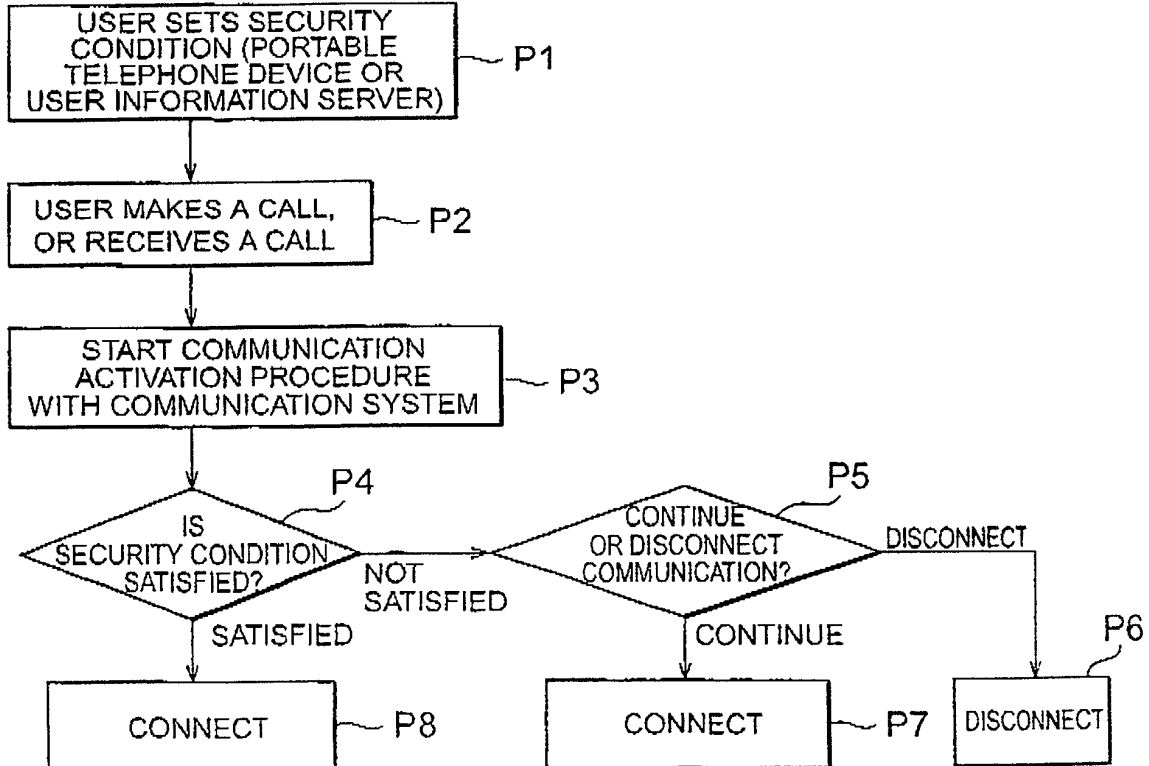 USER SETS SECURITY
CONDITION (PORTABLE
TELEPHONE DEVICE OR
USER INFORMATION SERVER)
P1
USER MAKES A CALL,
OR RECEIVES A CALL
P2
START COMMUNICATION
ACTIVATION PROCEDURE
WITH COMMUNICATION SYSTEM
P3
P4
IS
SECURITY CONDITION
SATISFIED?
NOT
SATISFIED
SATISFIED
P5
CONTINUE
OR DISCONNECT
COMMUNICATION?
DISCONNECT
CONTINUE
P6
CONNECT
P8
CONNECT
P7
DISCONNECT